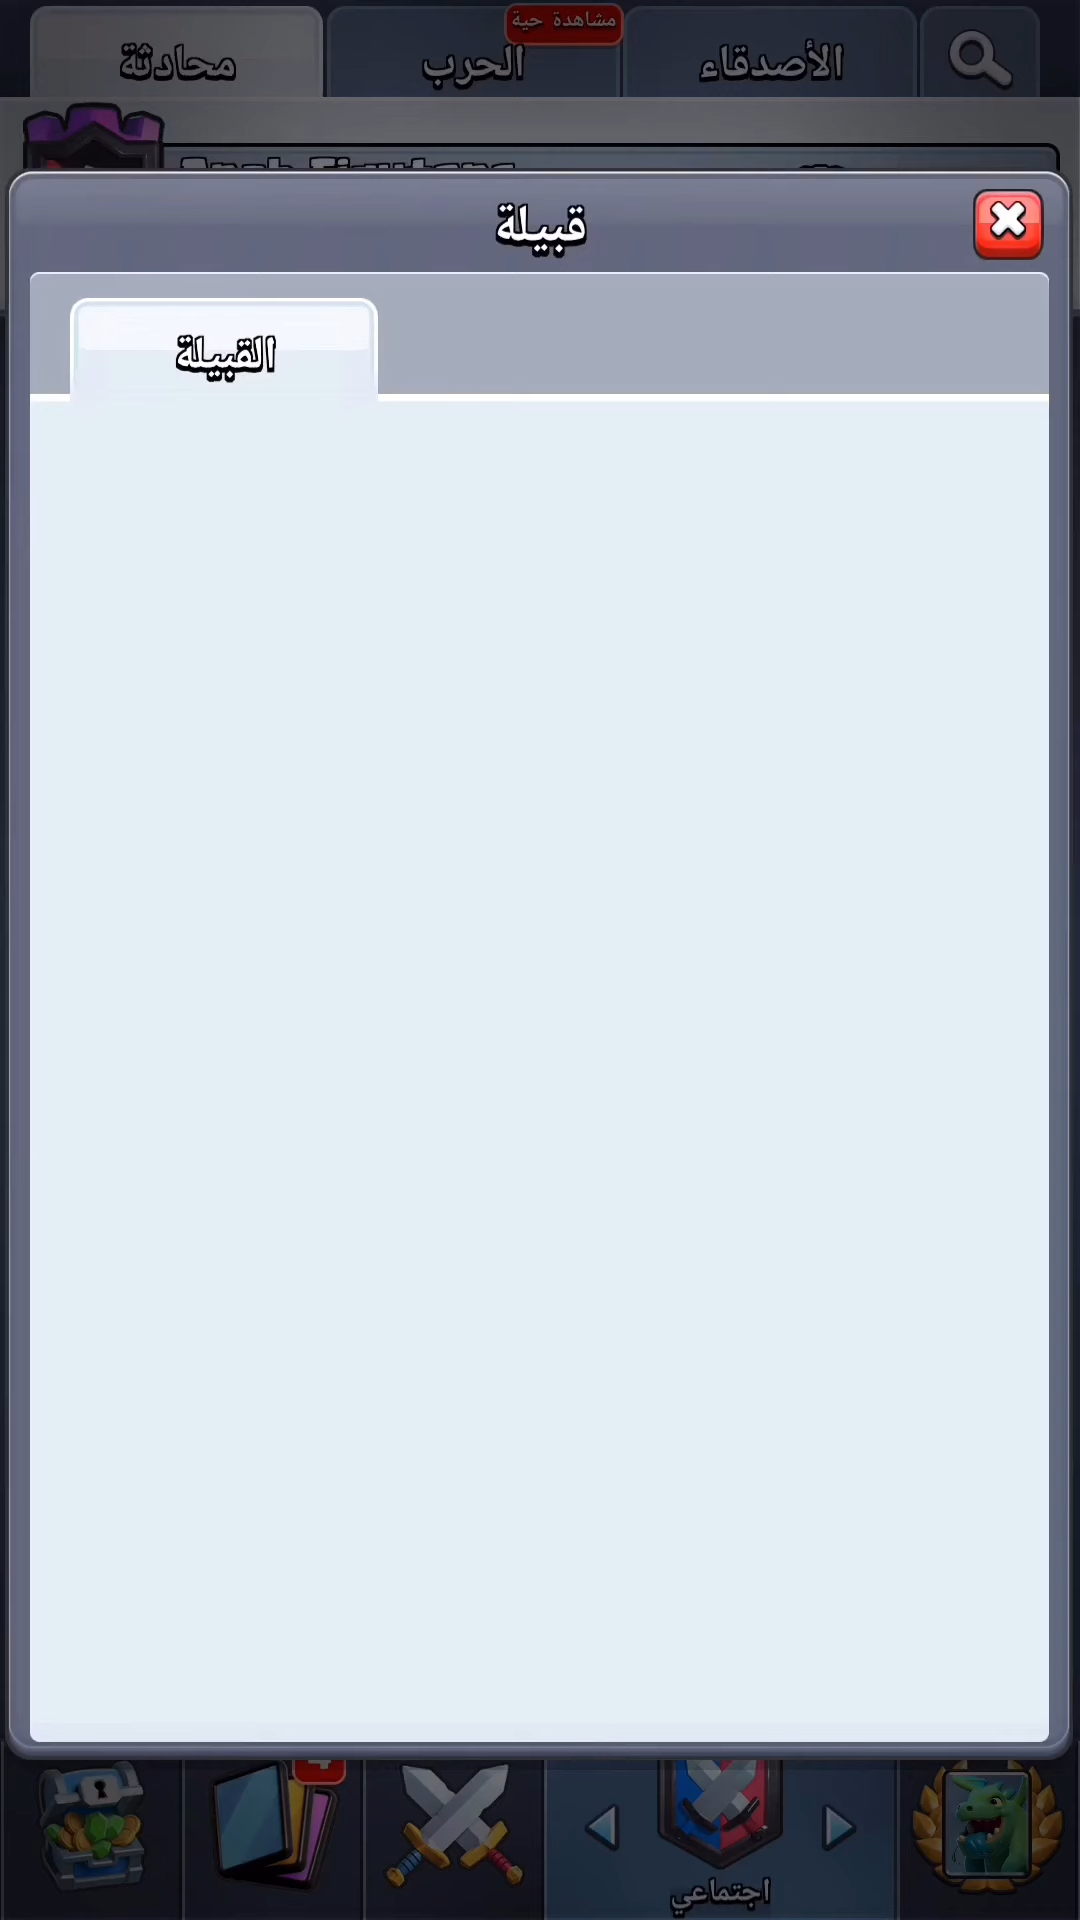 مشاهدة حية
الأصدقاء
الحرب
محادثة
قبيلة
القبيلة
اجتماعي